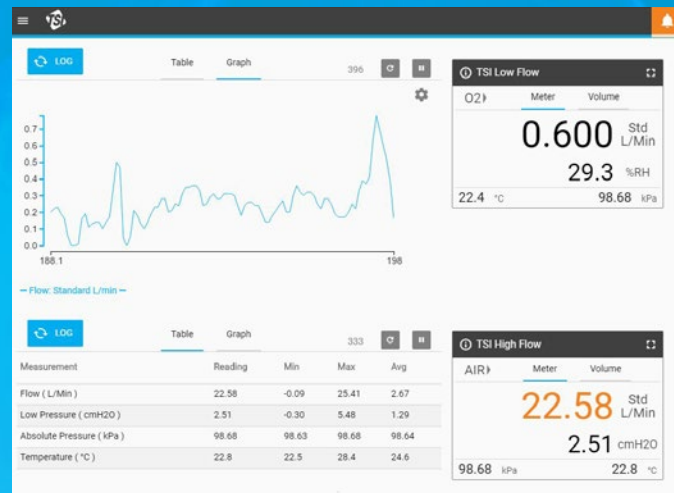 TSI
LOG Table Graph 396
0.7
0.6
0.5
0.4
0.3
0.2
0.1
0.0
188.1 198
Flow: Standard L/min
TSI Low Flow
O2 Meter Volume
0.600 Std L/Min
29.3 %RH
22.4 °C 98.68 kPa
LOG Table Graph 333
Measurement Reading Min Max Avg
Flow ( L/Min ) 22.58 -0.09 25.41 2.67
Low Pressure ( cmH2O ) 2.51 -0.30 5.48 1.29
Absolute Pressure ( kPa ) 98.68 98.63 98.68 98.64
Temperature ( °C ) 22.8 22.5 28.4 24.6
TSI High Flow
AIR Meter Volume
22.58 Std L/Min
2.51 cmH2O
98.68 kPa 22.8 °C